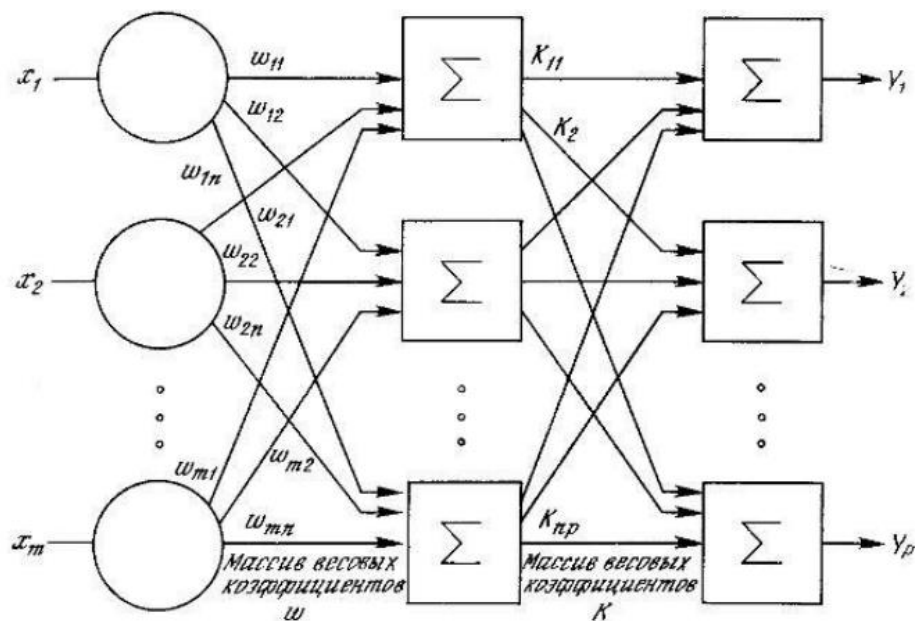 x₁
w₁₁
Σ
K₁₁
Σ
y₁
w₁₂
K₂
w₁ₙ
w₂₁
x₂
w₂₂
Σ
Σ
y₂
w₂ₙ
wₘ₁
wₘ₂
xₘ
wₘₙ
Σ
Kₙₚ
Σ
yₚ
Массив весовых
коэффициентов
w
Массив весовых
коэффициентов
K